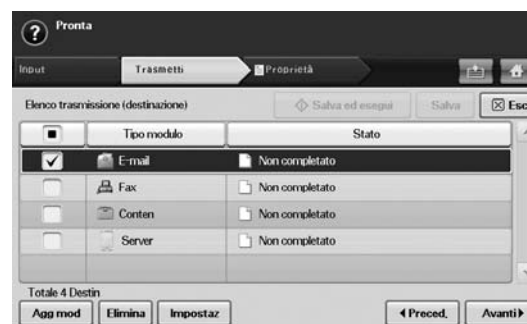 Pronta
Input Trasmetti Proprietà
Elenco trasmissione (destinazione) Salva ed esegui Salva Esc
Tipo modulo Stato
E-mail Non completato
Fax Non completato
Conten Non completato
Server Non completato
Totale 4 Destin
Agg mod Elimina Impostaz Preced. Avanti